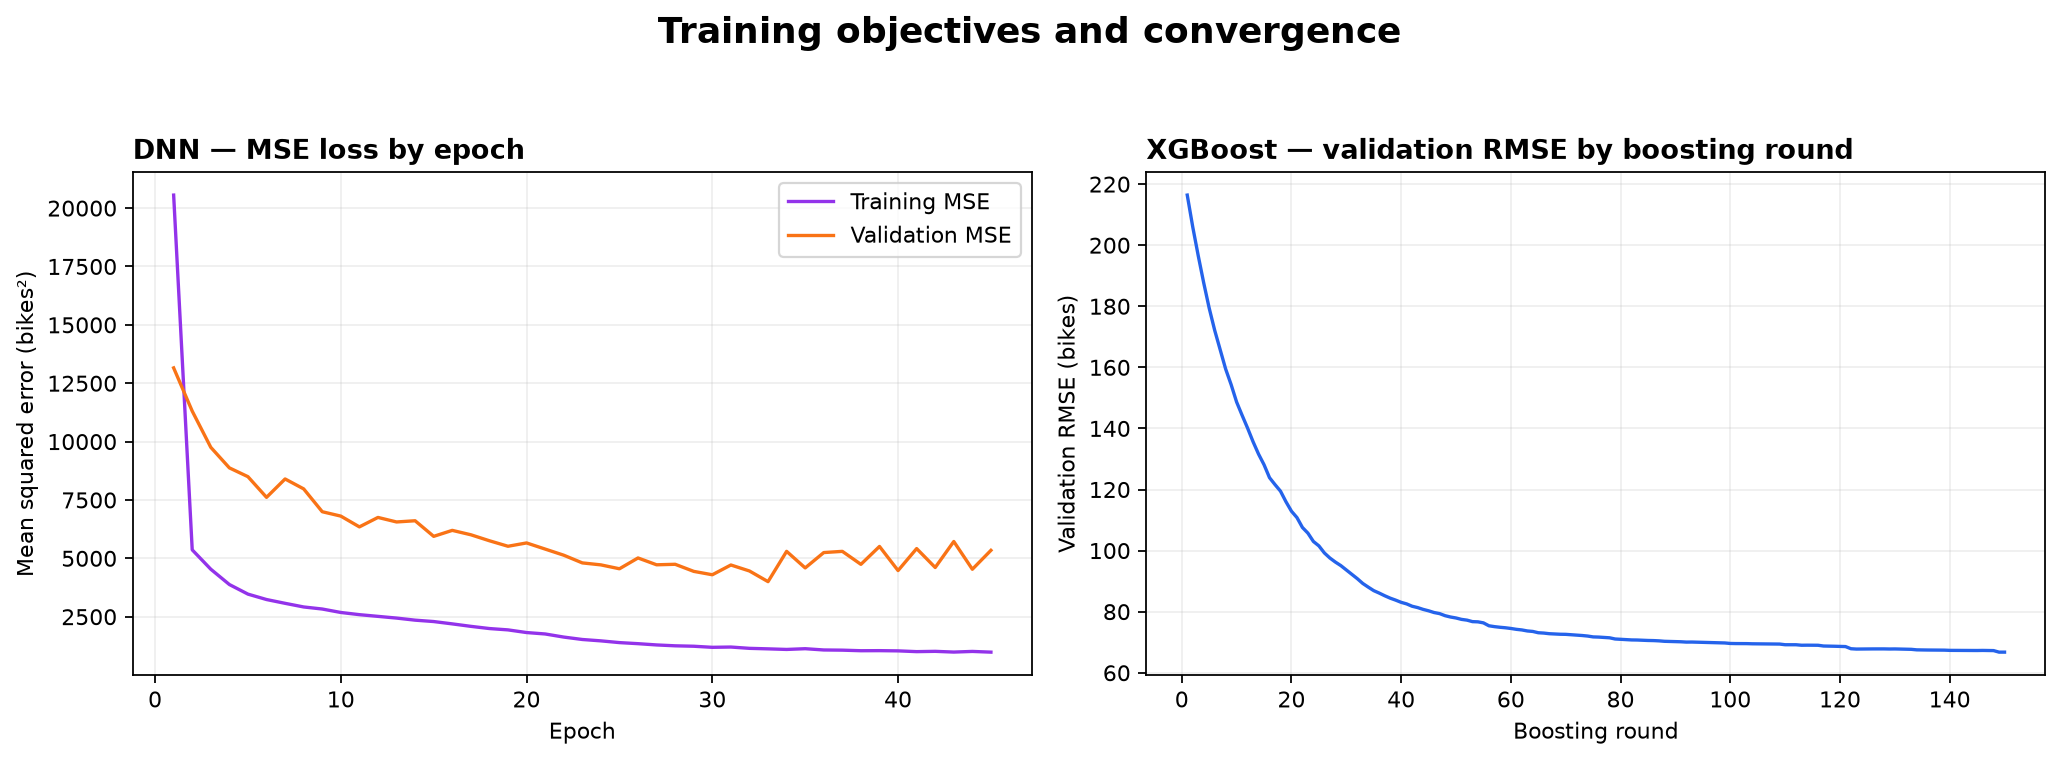 Training objectives and convergence
DNN — MSE loss by epoch
Mean squared error (bikes²)
20000
17500
15000
12500
10000
7500
5000
2500
Training MSE
Validation MSE
0 10 20 30 40
Epoch
XGBoost — validation RMSE by boosting round
Validation RMSE (bikes)
220
200
180
160
140
120
100
80
60
0 20 40 60 80 100 120 140
Boosting round